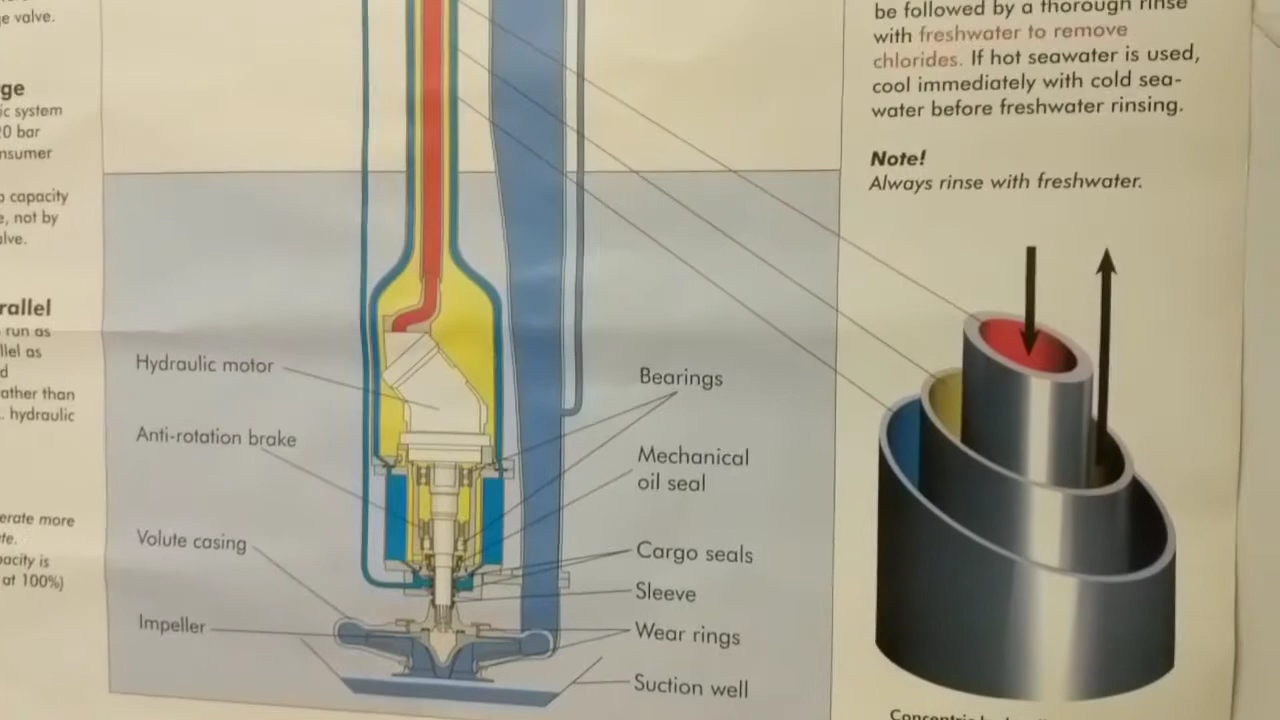 e valve.
ge
ic system
20 bar
nsumer
capacity
e, not by
alve.
rallel
run as
llel as
d
ather than
. hydraulic
erate more
te.
pacity is
at 100%)
Hydraulic motor
Anti-rotation brake
Volute casing
Impeller
Bearings
Mechanical
oil seal
Cargo seals
Sleeve
Wear rings
Suction well
be followed by a thorough rinse
with freshwater to remove
chlorides. If hot seawater is used,
cool immediately with cold sea-
water before freshwater rinsing.
Note!
Always rinse with freshwater.